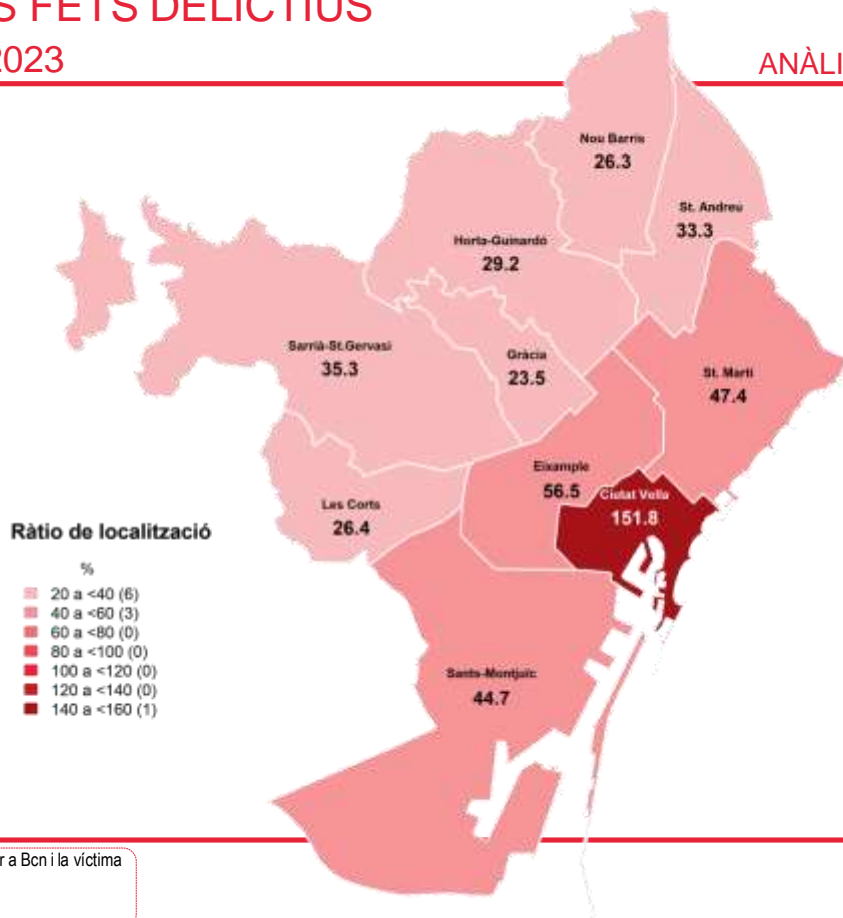 S FETS DELICTIUS
2023
ANÀLI
Nou Barris
26.3
St. Andreu
33.3
Horta-Guinardó
29.2
Sarrià-St.Gervasi
35.3
Gràcia
23.5
St. Martí
47.4
Eixample
56.5
Ciutat Vella
151.8
Les Corts
26.4
Ràtio de localització
%
20 a <40 (6)
40 a <60 (3)
60 a <80 (0)
80 a <100 (0)
100 a <120 (0)
120 a <140 (0)
140 a <160 (1)
Sants-Montjuïc
44.7
r a Bcn i la víctima